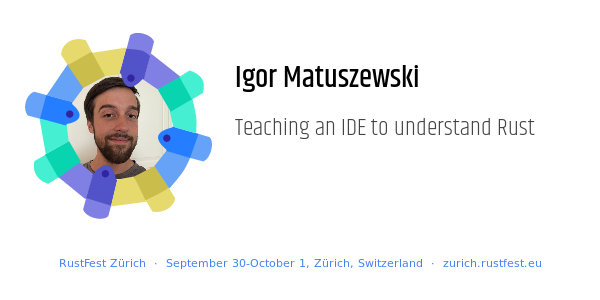 Igor Matuszewski
Teaching an IDE to understand Rust
RustFest Zürich · September 30-October 1, Zürich, Switzerland · zurich.rustfest.eu